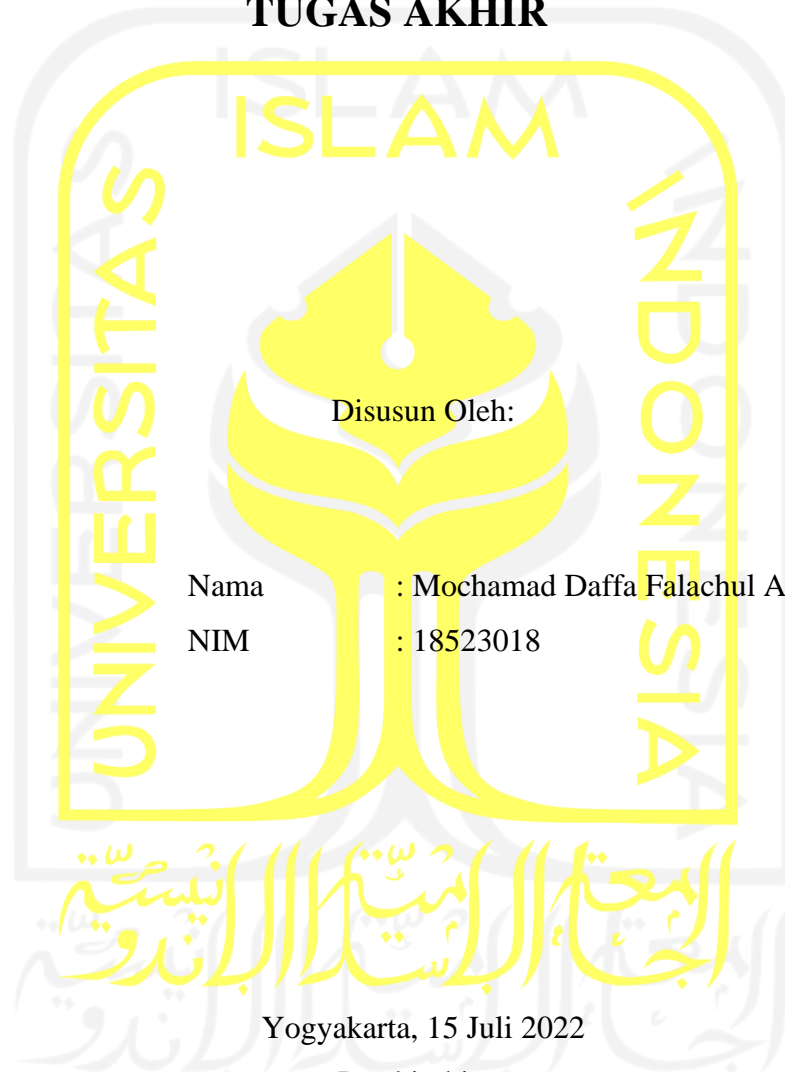 TUGAS AKHIR
ISLAM
UNIVERSITAS
INDONESIA
Disusun Oleh:
Nama : Mochamad Daffa Falachul A
NIM : 18523018
الجامعة الإسلامية الإندونيسية
Yogyakarta, 15 Juli 2022